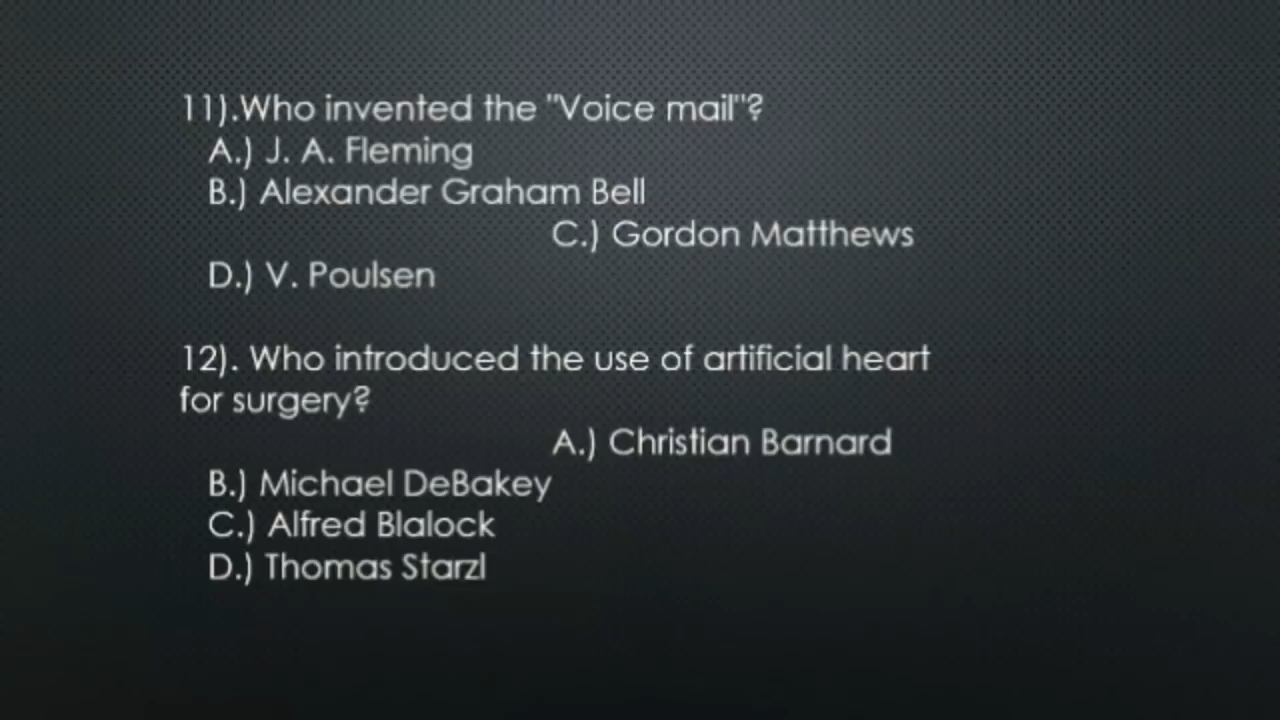 11).Who invented the "Voice mail"?
A.) J. A. Fleming
B.) Alexander Graham Bell
C.) Gordon Matthews
D.) V. Poulsen
12). Who introduced the use of artificial heart
for surgery?
A.) Christian Barnard
B.) Michael DeBakey
C.) Alfred Blalock
D.) Thomas Starzl